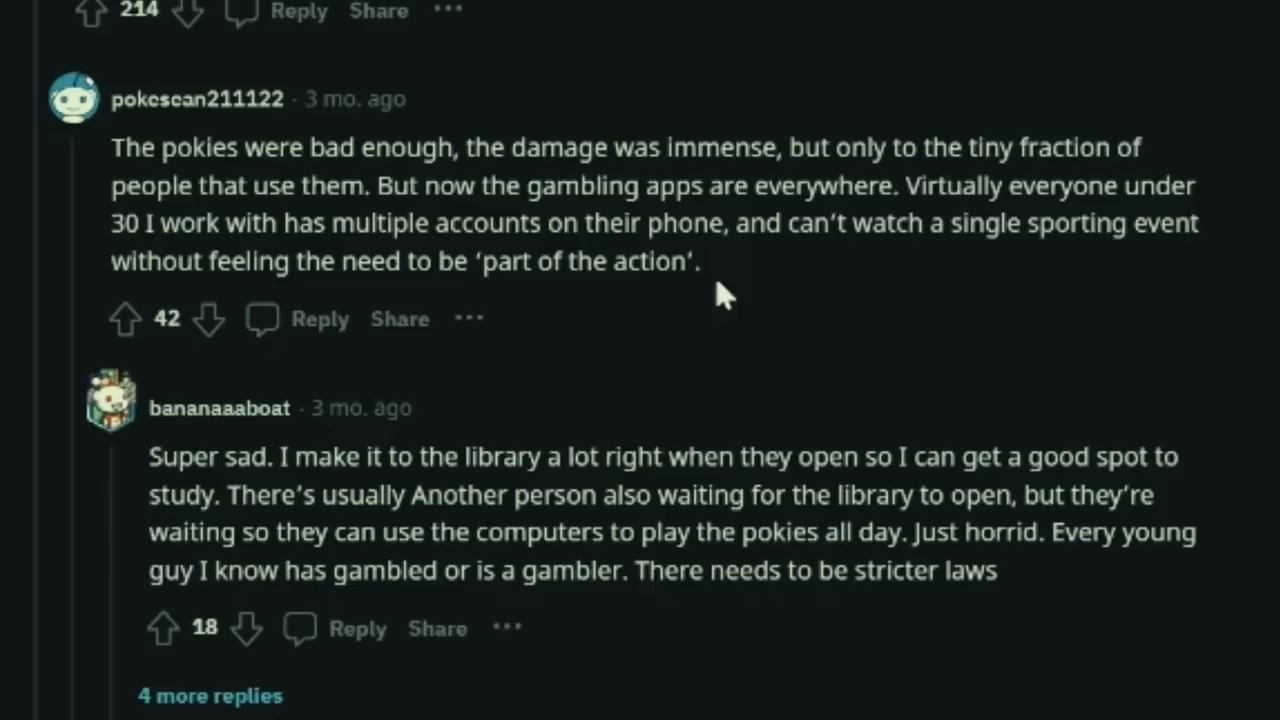 214 Reply Share ···
pokesean211122 · 3 mo. ago
The pokies were bad enough, the damage was immense, but only to the tiny fraction of
people that use them. But now the gambling apps are everywhere. Virtually everyone under
30 I work with has multiple accounts on their phone, and can't watch a single sporting event
without feeling the need to be ‘part of the action’.
42 Reply Share ···
bananaaaboat · 3 mo. ago
Super sad. I make it to the library a lot right when they open so I can get a good spot to
study. There's usually Another person also waiting for the library to open, but they're
waiting so they can use the computers to play the pokies all day. Just horrid. Every young
guy I know has gambled or is a gambler. There needs to be stricter laws
18 Reply Share ···
4 more replies